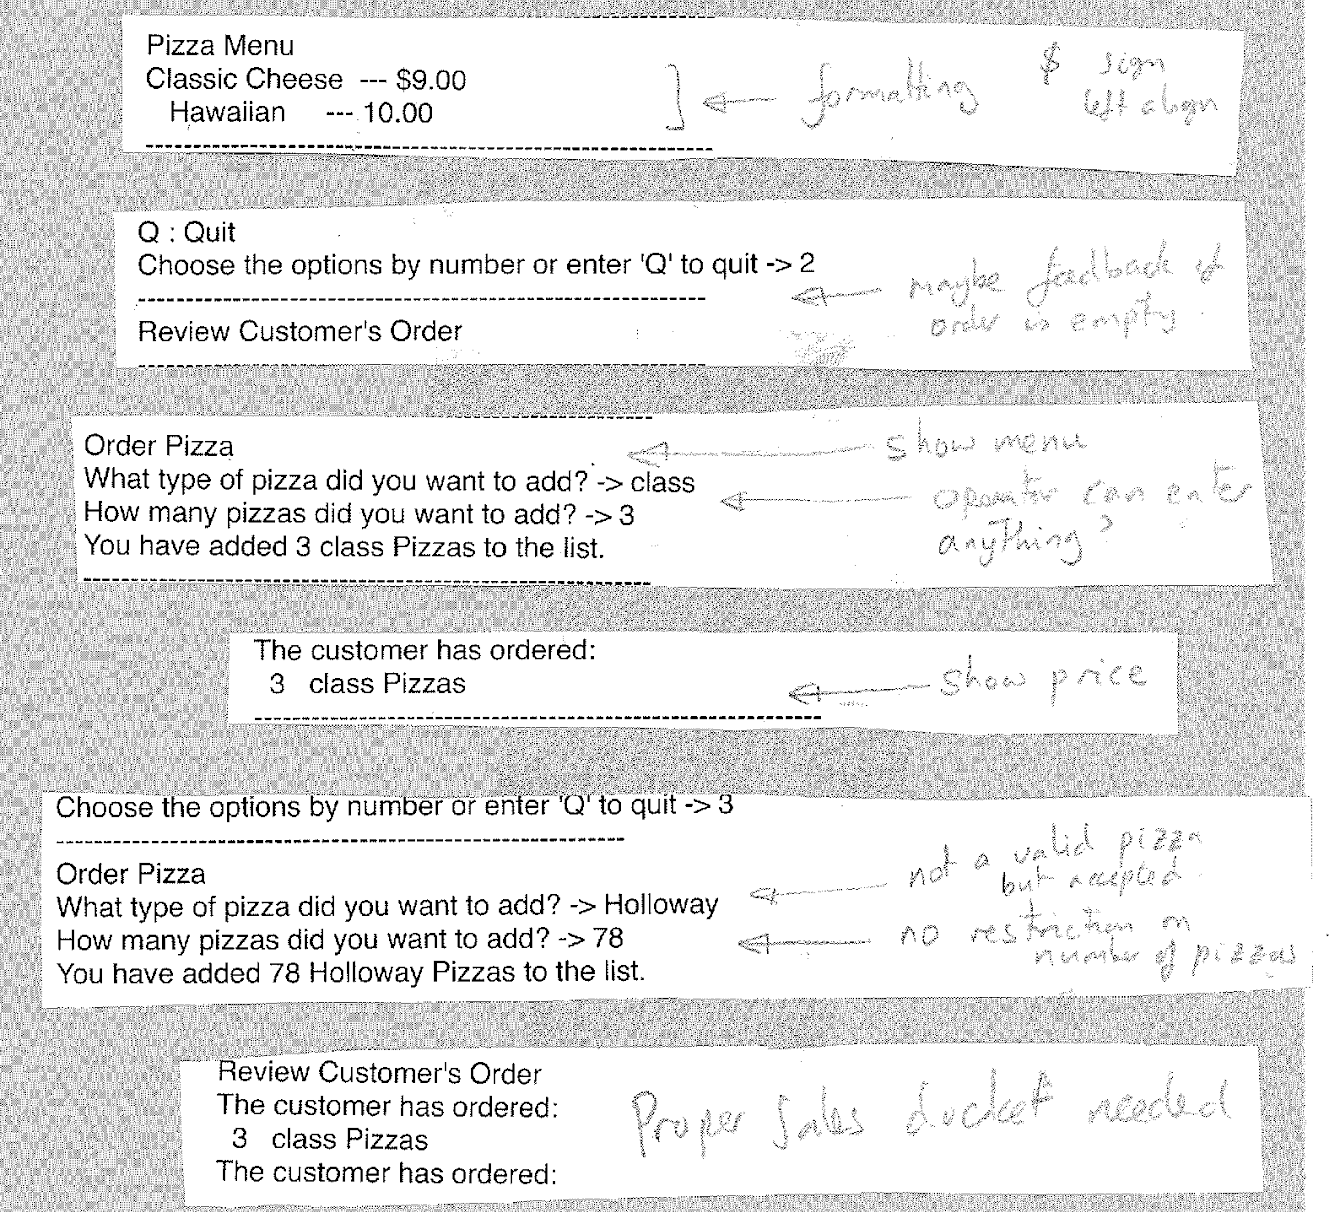 Pizza Menu
Classic Cheese --- $9.00
Hawaiian --- 10.00
formatting
$ sign
left align
Q : Quit
Choose the options by number or enter 'Q' to quit -> 2
Review Customer's Order
maybe feedback if
order is empty.
Order Pizza
What type of pizza did you want to add? -> class
How many pizzas did you want to add? -> 3
You have added 3 class Pizzas to the list.
show menu
operator can enter
anything?
The customer has ordered:
3 class Pizzas
show price
Choose the options by number or enter 'Q' to quit -> 3
Order Pizza
What type of pizza did you want to add? -> Holloway
How many pizzas did you want to add? -> 78
You have added 78 Holloway Pizzas to the list.
not a valid pizza
but accepted.
no restriction on
number of pizzas
Review Customer's Order
The customer has ordered:
3 class Pizzas
The customer has ordered:
Proper Sales docket needed